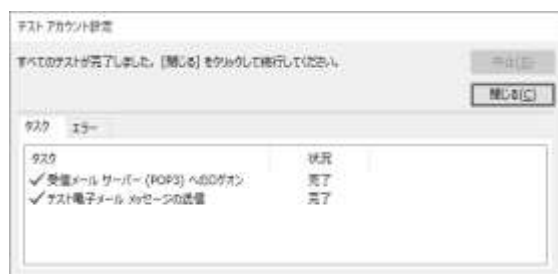 テスト アカウント設定
すべてのテストが完了しました。[閉じる] をクリックして続行してください。
中止(S)
閉じる(C)
タスク エラー
タスク 状況
✓ 受信メール サーバー (POP3) へのログオン 完了
✓ テスト電子メール メッセージの送信 完了